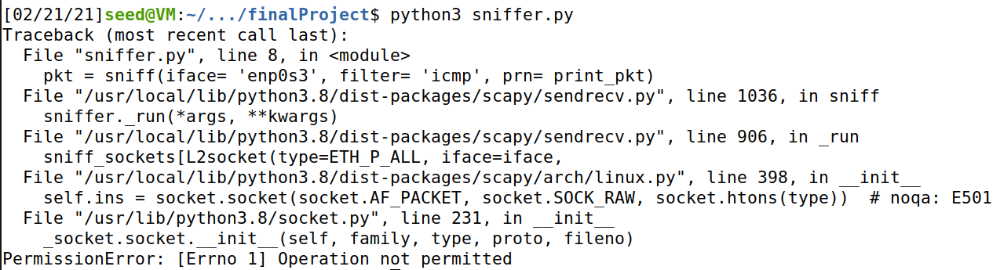 [02/21/21]seed@VM:~/.../finalProject$ python3 sniffer.py
Traceback (most recent call last):
  File "sniffer.py", line 8, in <module>
    pkt = sniff(iface= 'enp0s3', filter= 'icmp', prn= print_pkt)
  File "/usr/local/lib/python3.8/dist-packages/scapy/sendrecv.py", line 1036, in sniff
    sniffer._run(*args, **kwargs)
  File "/usr/local/lib/python3.8/dist-packages/scapy/sendrecv.py", line 906, in _run
    sniff_sockets[L2socket(type=ETH_P_ALL, iface=iface,
  File "/usr/local/lib/python3.8/dist-packages/scapy/arch/linux.py", line 398, in __init__
    self.ins = socket.socket(socket.AF_PACKET, socket.SOCK_RAW, socket.htons(type))  # noqa: E501
  File "/usr/lib/python3.8/socket.py", line 231, in __init__
    _socket.socket.__init__(self, family, type, proto, fileno)
PermissionError: [Errno 1] Operation not permitted